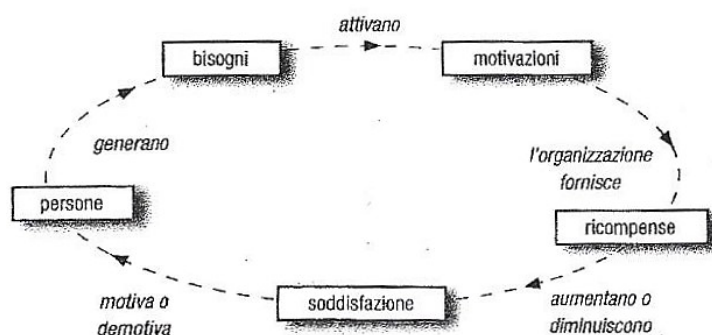 attivano
bisogni
motivazioni
generano
l'organizzazione
fornisce
persone
ricompense
soddisfazione
motiva o
demotiva
aumentano o
diminuiscono